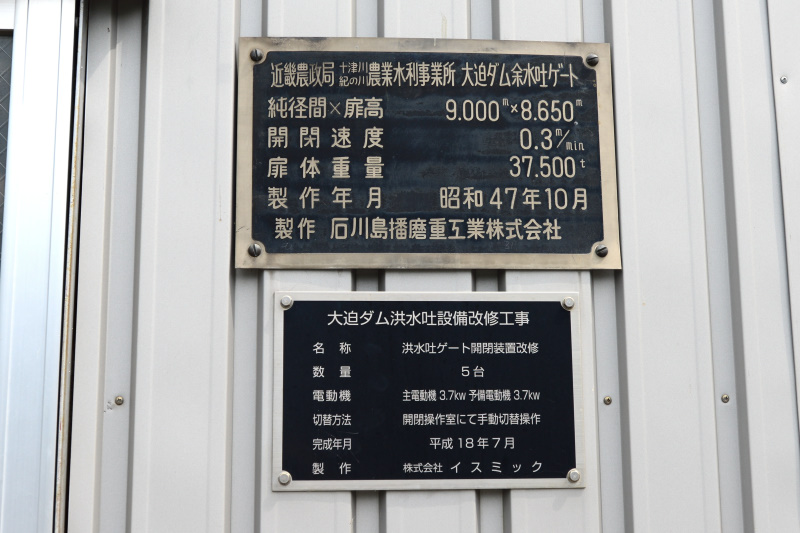 近畿農政局 十津川紀の川 農業水利事業所 大迫ダム余水吐ゲート
純径間×扉高 9.000m×8.650m
開閉速度 0.3m/min
扉体重量 37.500t
製作年月 昭和47年10月
製作 石川島播磨重工業株式会社
大迫ダム洪水吐設備改修工事
名称 洪水吐ゲート開閉装置改修
数量 5台
電動機 主電動機3.7kw 予備電動機3.7kw
切替方法 開閉操作室にて手動切替操作
完成年月 平成18年7月
製作 株式会社 イスミック